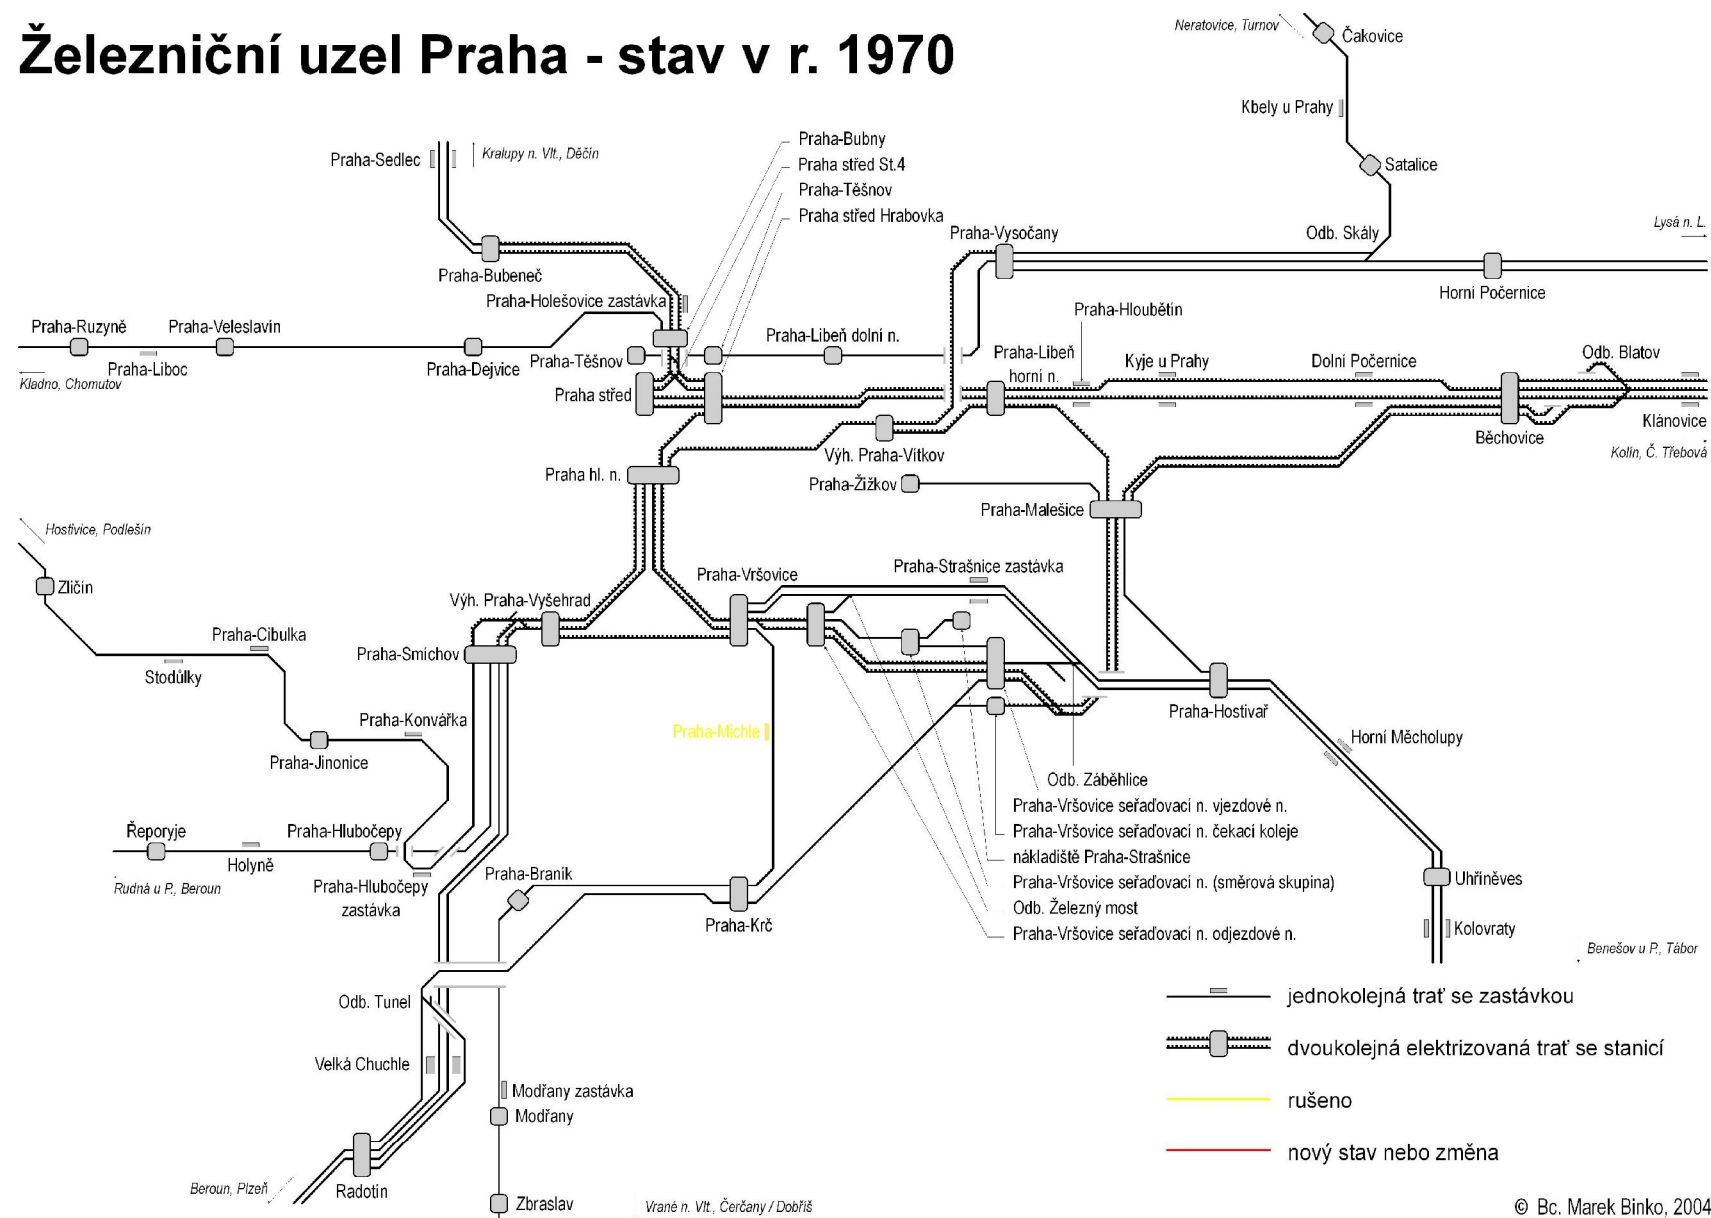 Železniční uzel Praha - stav v r. 1970
Neratovice, Turnov
Čakovice
Kbely u Prahy
Satalice
Praha-Sedlec
Kralupy n. Vlt., Děčín
Praha-Bubny
Praha střed St.4
Praha-Těšnov
Praha střed Hrabovka
Praha-Vysočany
Odb. Skály
Lysá n. L.
Praha-Bubeneč
Horní Počernice
Praha-Holešovice zastávka
Praha-Ruzyně
Praha-Veleslavín
Praha-Liboc
Praha-Dejvice
Kladno, Chomutov
Praha-Těšnov
Praha-Libeň dolní n.
Praha-Hloubětín
Praha-Libeň
horní n.
Kyje u Prahy
Dolní Počernice
Odb. Blatov
Praha střed
Klánovice
Běchovice
Kolín, Č. Třebová
Výh. Praha-Vítkov
Praha hl. n.
Praha-Žižkov
Praha-Malešice
Hostivice, Podlešín
Zličín
Praha-Vršovice
Praha-Strašnice zastávka
Výh. Praha-Vyšehrad
Praha-Cibulka
Praha-Smíchov
Stodůlky
Praha-Konvářka
Praha-Michle
Praha-Hostivař
Praha-Jinonice
Horní Měcholupy
Odb. Záběhlice
Praha-Vršovice seřaďovací n. vjezdové n.
Praha-Vršovice seřaďovací n. čekací koleje
nákladiště Praha-Strašnice
Praha-Vršovice seřaďovací n. (směrová skupina)
Odb. Železný most
Praha-Vršovice seřaďovací n. odjezdové n.
Řeporyje
Praha-Hlubočepy
Holyně
Rudná u P., Beroun
Praha-Hlubočepy
zastávka
Praha-Braník
Praha-Krč
Uhříněves
Kolovraty
Benešov u P., Tábor
Odb. Tunel
Velká Chuchle
Modřany zastávka
Modřany
Radotín
Beroun, Plzeň
Zbraslav
Vrané n. Vlt., Čerčany / Dobříš
jednokolejná trať se zastávkou
dvoukolejná elektrizovaná trať se stanicí
rušeno
nový stav nebo změna
© Bc. Marek Binko, 2004